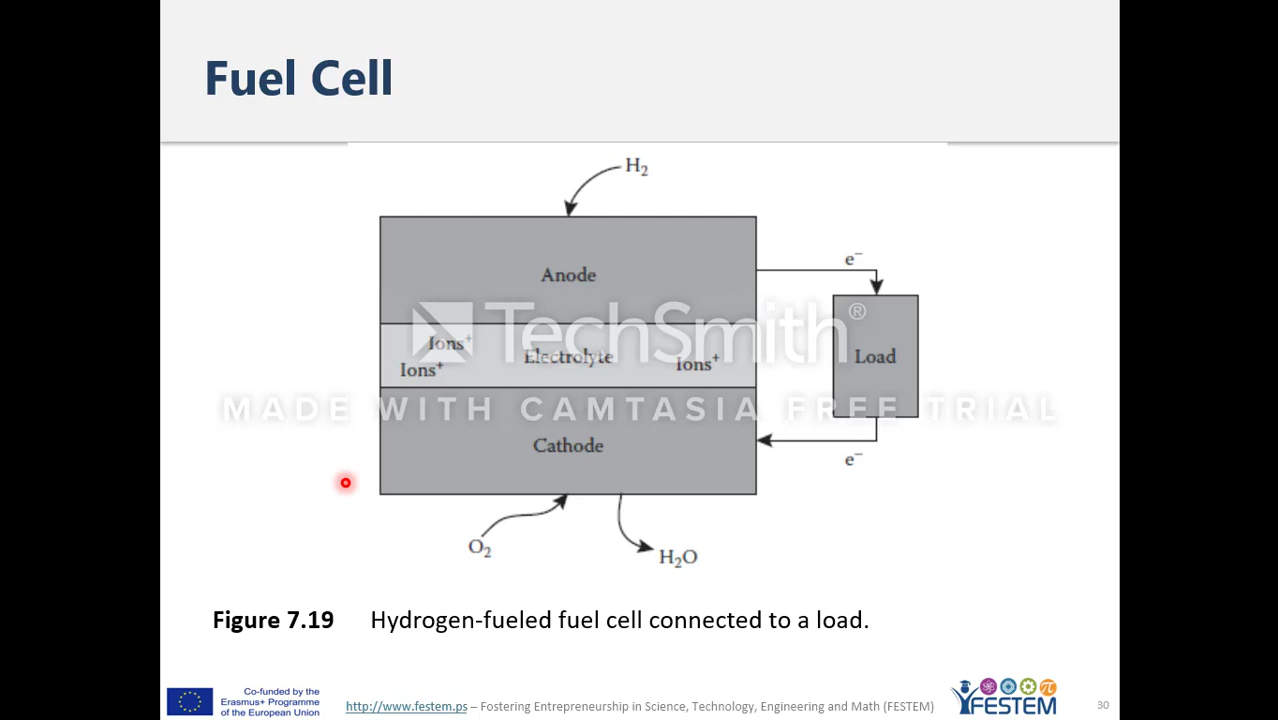 Fuel Cell
H₂
Anode
e⁻
TechSmith®
Ions⁺
Ions⁺
Electrolyte
Ions⁺
Load
MADE WITH CAMTASIA FREE TRIAL
Cathode
e⁻
O₂
H₂O
Figure 7.19 Hydrogen-fueled fuel cell connected to a load.
Co-funded by the
Erasmus+ Programme
of the European Union
http://www.festem.ps – Fostering Entrepreneurship in Science, Technology, Engineering and Math (FESTEM)
π
FESTEM
30